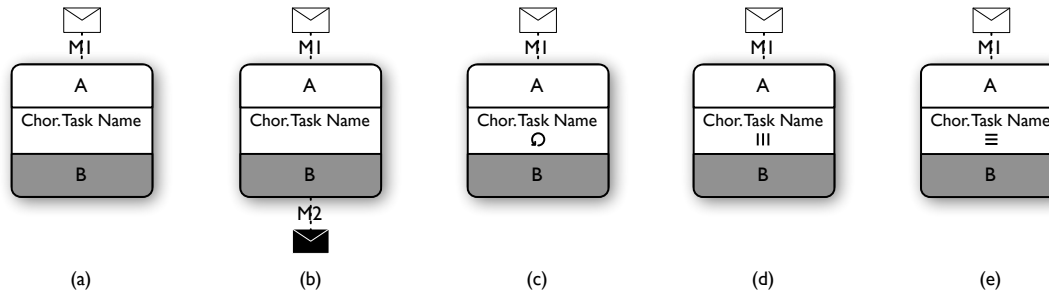 M1 M1 M1 M1 M1
A A A A A
Chor.Task Name Chor.Task Name Chor.Task Name Chor.Task Name Chor.Task Name
B B B B B
M2
(a) (b) (c) (d) (e)